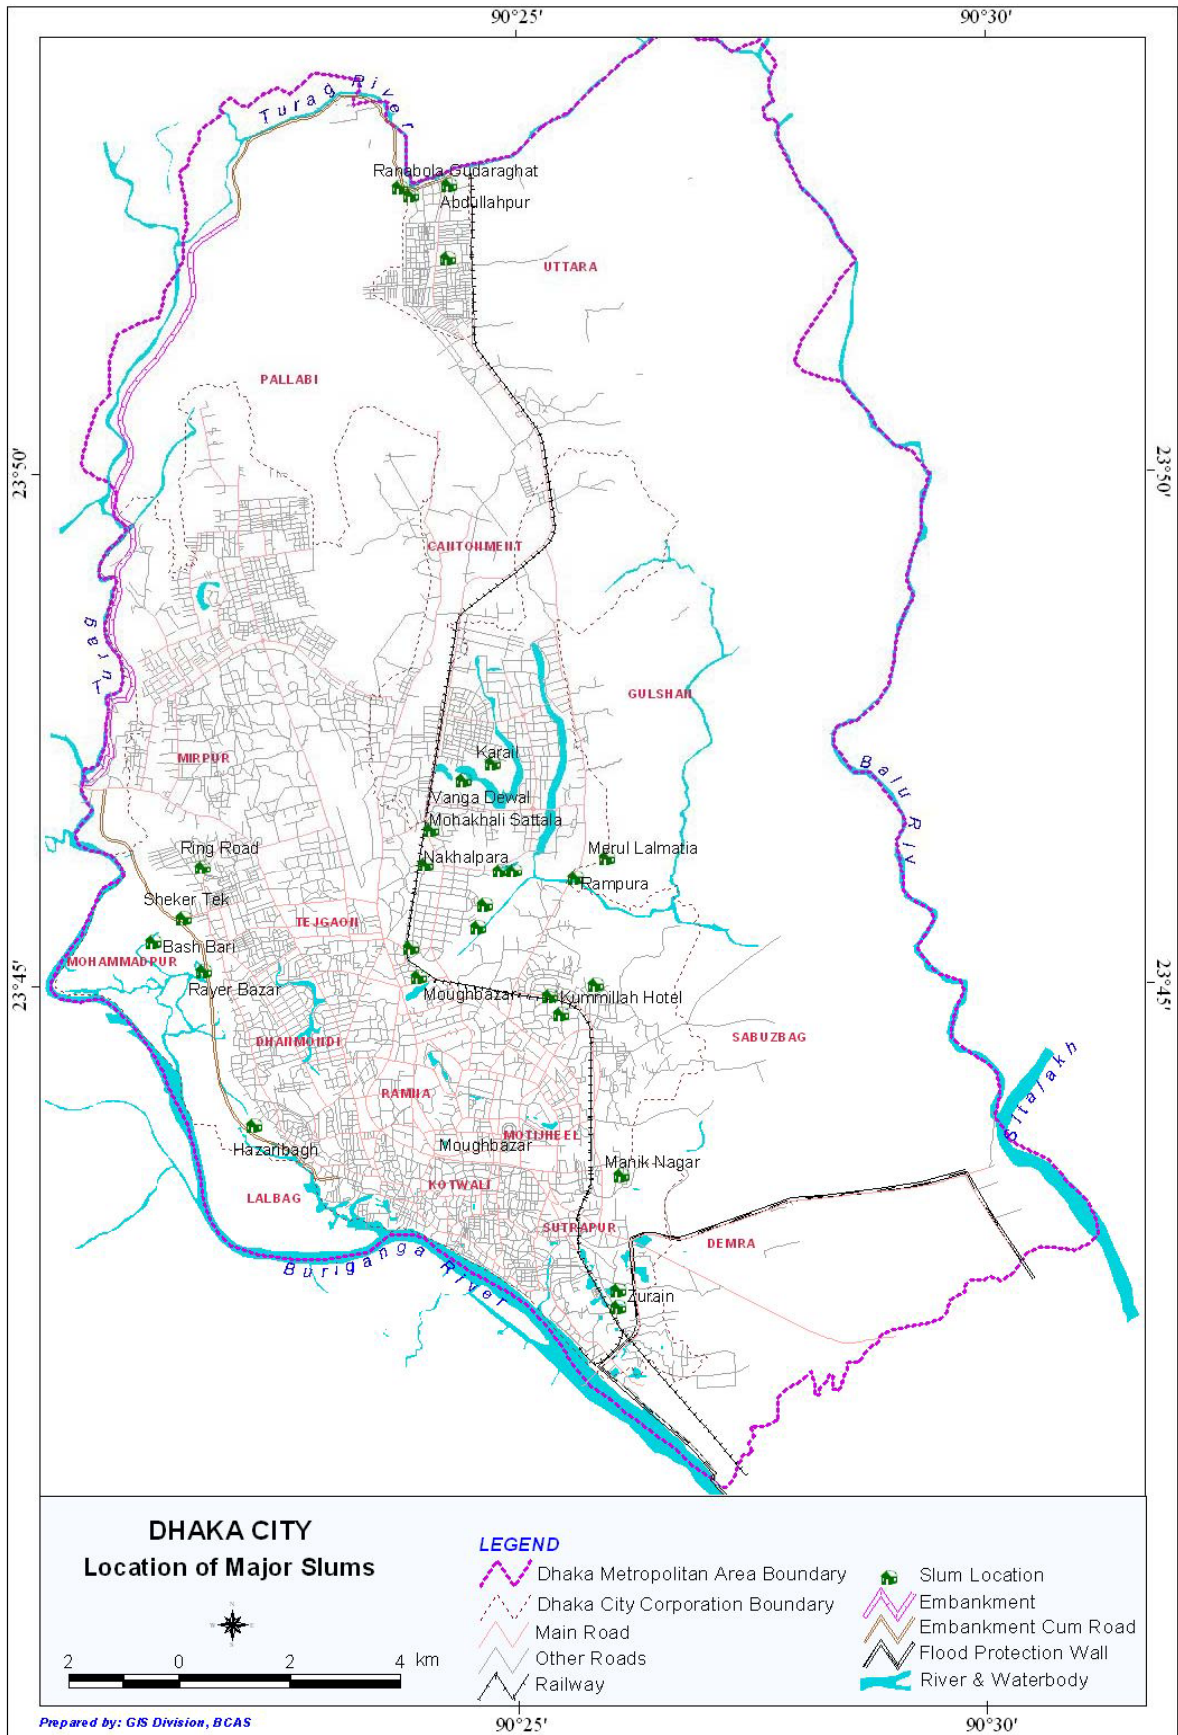 90°25' 90°30'
Turag River
Ranabola Gudaraghat
Abdullahpur
UTTARA
PALLABI
23°50' 23°50'
CANTONMENT
Turag
GULSHAN
Karail
MIRPUR
Balu Riv
Vanga Dewal
Mohakhali Sattala
Ring Road
Nakhalpara
Merul Lalmatia
Rampura
Sheker Tek
TEJGAON
Bash Bari
MOHAMMADPUR
Rayer Bazar
Moughbazar
Kummillah Hotel
23°45' 23°45'
DHANMONDI
SABUZBAG
Sitalakh
RAMNA
MOTIJHEEL
Moughbazar
Hazaribagh
Manik Nagar
KOTWALI
LALBAG
SUTRAPUR
DEMRA
Buriganga River
Zurain
DHAKA CITY
Location of Major Slums
N
2 0 2 4 km
LEGEND
Dhaka Metropolitan Area Boundary
Dhaka City Corporation Boundary
Main Road
Other Roads
Railway
Slum Location
Embankment
Embankment Cum Road
Flood Protection Wall
River & Waterbody
Prepared by: GIS Division, BCAS
90°25' 90°30'